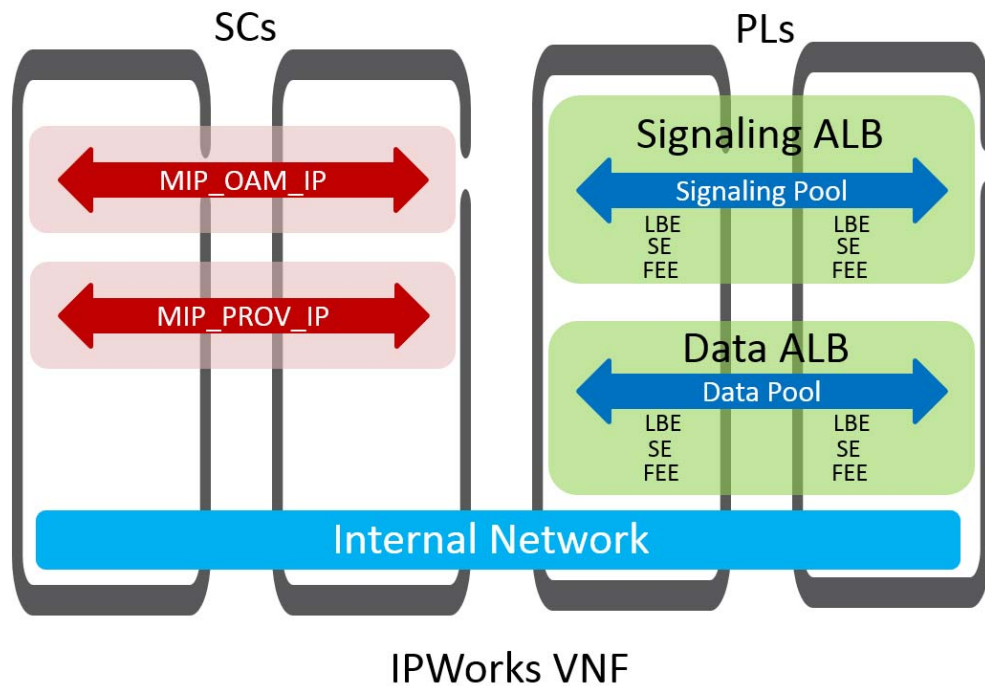 SCs
PLs
MIP_OAM_IP
MIP_PROV_IP
Signaling ALB
Signaling Pool
LBE LBE
SE SE
FEE FEE
Data ALB
Data Pool
LBE LBE
SE SE
FEE FEE
Internal Network
IPWorks VNF